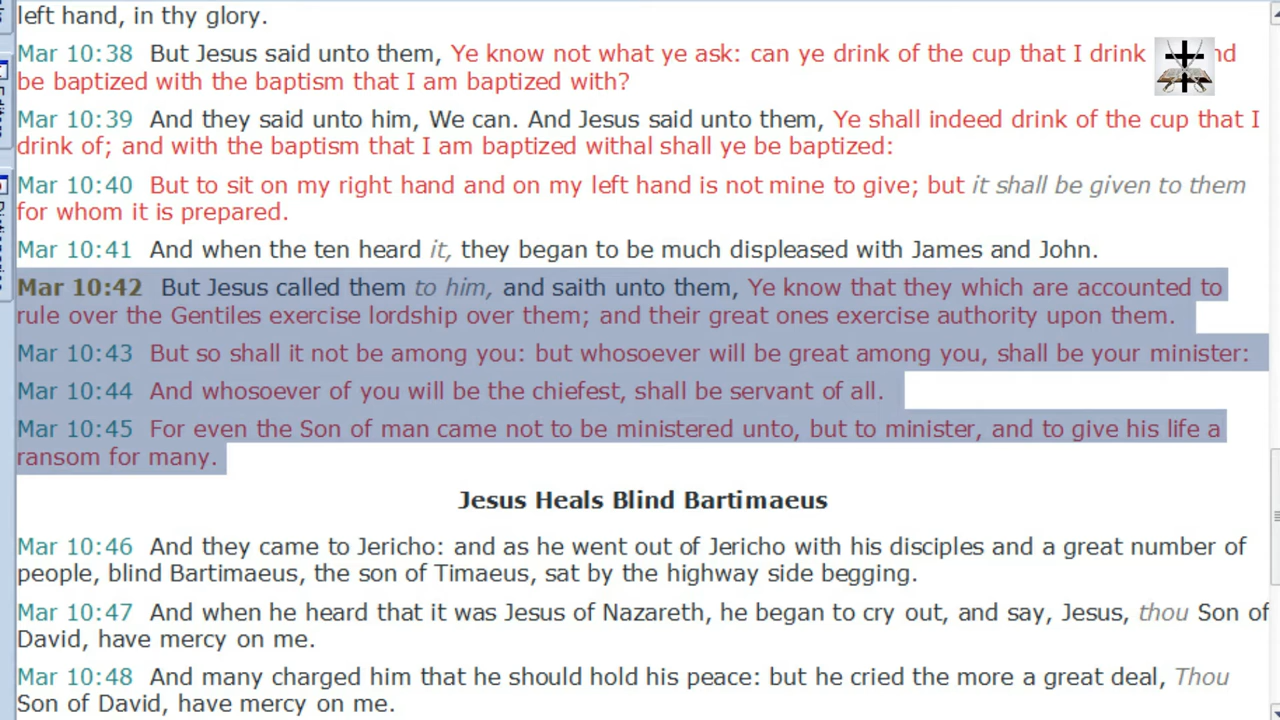 left hand, in thy glory.
Mar 10:38 But Jesus said unto them, Ye know not what ye ask: can ye drink of the cup that I drink
be baptized with the baptism that I am baptized with?
Mar 10:39 And they said unto him, We can. And Jesus said unto them, Ye shall indeed drink of the cup that I
drink of; and with the baptism that I am baptized withal shall ye be baptized:
Mar 10:40 But to sit on my right hand and on my left hand is not mine to give; but it shall be given to them
for whom it is prepared.
Mar 10:41 And when the ten heard it, they began to be much displeased with James and John.
Mar 10:42 But Jesus called them to him, and saith unto them, Ye know that they which are accounted to
rule over the Gentiles exercise lordship over them; and their great ones exercise authority upon them.
Mar 10:43 But so shall it not be among you: but whosoever will be great among you, shall be your minister:
Mar 10:44 And whosoever of you will be the chiefest, shall be servant of all.
Mar 10:45 For even the Son of man came not to be ministered unto, but to minister, and to give his life a
ransom for many.
Jesus Heals Blind Bartimaeus
Mar 10:46 And they came to Jericho: and as he went out of Jericho with his disciples and a great number of
people, blind Bartimaeus, the son of Timaeus, sat by the highway side begging.
Mar 10:47 And when he heard that it was Jesus of Nazareth, he began to cry out, and say, Jesus, thou Son of
David, have mercy on me.
Mar 10:48 And many charged him that he should hold his peace: but he cried the more a great deal, Thou
Son of David, have mercy on me.